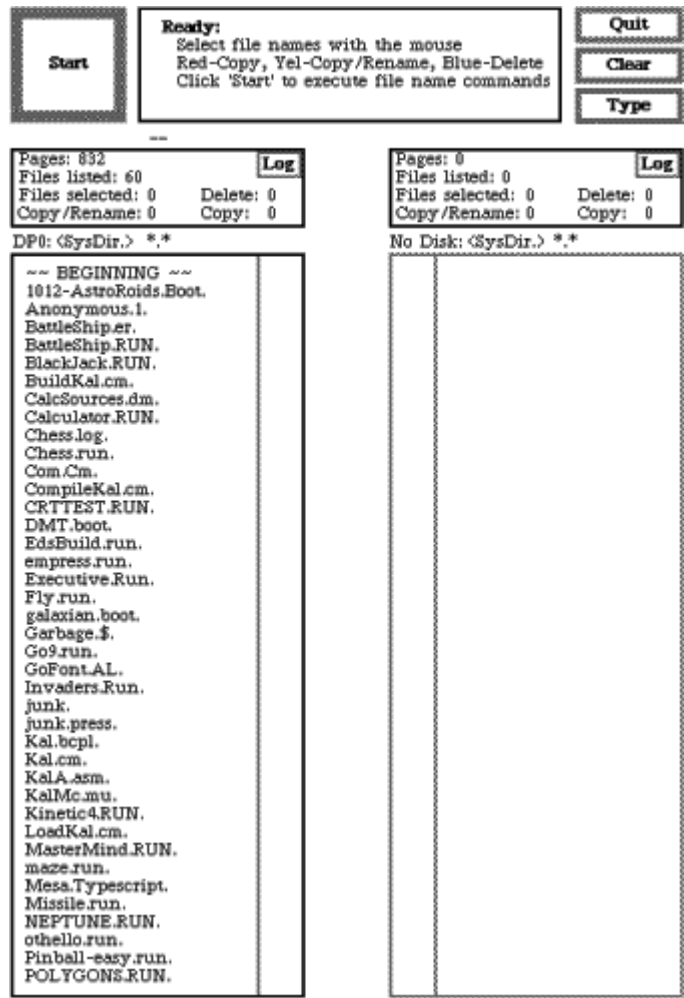 Start
Ready:
Select file names with the mouse
Red-Copy, Yel-Copy/Rename, Blue-Delete
Click 'Start' to execute file name commands
Quit
Clear
Type
--
Pages: 832
Log
Files listed: 60
Files selected: 0 Delete: 0
Copy/Rename: 0 Copy: 0
DP0: <SysDir.> *.*
Pages: 0
Log
Files listed: 0
Files selected: 0 Delete: 0
Copy/Rename: 0 Copy: 0
No Disk: <SysDir.> *.*
~~ BEGINNING ~~
1012-AstroRoids.Boot.
Anonymous.1.
BattleShip.er.
BattleShip.RUN.
BlackJack.RUN.
BuildKal.cm.
CalcSources.dm.
Calculator.RUN.
Chess.log.
Chess.run.
Com.Cm.
CompileKal.cm.
CRTTEST.RUN.
DMT.boot.
EdsBuild.run.
empress.run.
Executive.Run.
Fly.run.
galaxian.boot.
Garbage.$.
Go9.run.
GoFont.AL.
Invaders.Run.
junk.
junk.press.
Kal.bcpl.
Kal.cm.
KalA.asm.
KalMc.mu.
Kinetic4.RUN.
LoadKal.cm.
MasterMind.RUN.
maze.run.
Mesa.Typescript.
Missile.run.
NEPTUNE.RUN.
othello.run.
Pinball-easy.run.
POLYGONS.RUN.